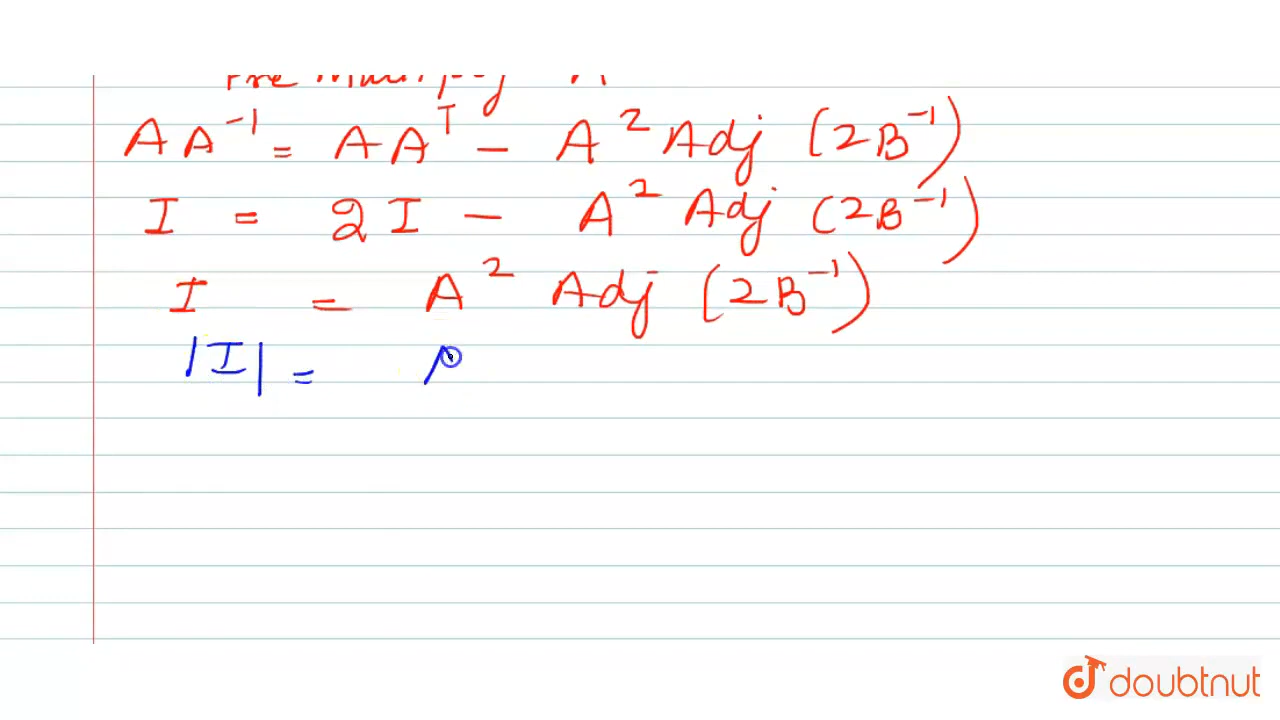 AA⁻¹ = AAᵀ - A² Adj (2B⁻¹)
I = 2I - A² Adj (2B⁻¹)
I = A² Adj (2B⁻¹)
|I| =
doubtnut